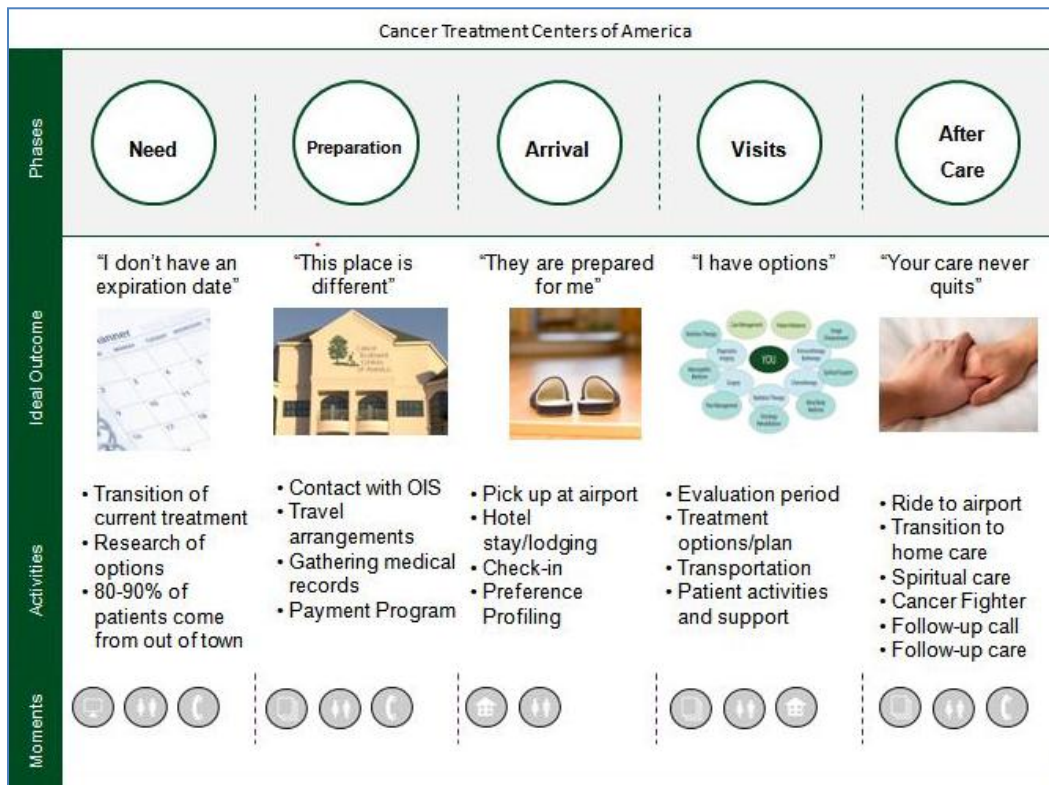 Cancer Treatment Centers of America
Phases
Need
Preparation
Arrival
Visits
After
Care
Ideal Outcome
“I don’t have an
expiration date”
“This place is
different”
“They are prepared
for me”
“I have options”
“Your care never
quits”
Cancer
Treatment
Centers
of America
YOU
Activities
• Transition of
current treatment
• Research of
options
• 80-90% of
patients come
from out of town
• Contact with OIS
• Travel
arrangements
• Gathering medical
records
• Payment Program
• Pick up at airport
• Hotel
stay/lodging
• Check-in
• Preference
Profiling
• Evaluation period
• Treatment
options/plan
• Transportation
• Patient activities
and support
• Ride to airport
• Transition to
home care
• Spiritual care
• Cancer Fighter
• Follow-up call
• Follow-up care
Moments